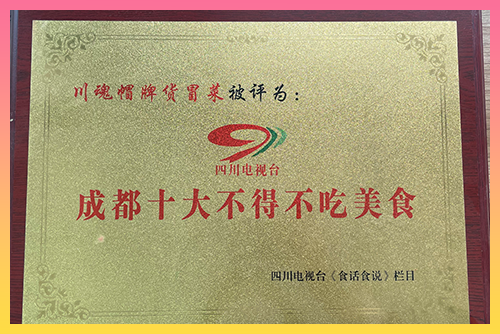 川魂帽牌货冒菜被评为：
四川电视台
成都十大不得不吃美食
四川电视台《食话食说》栏目